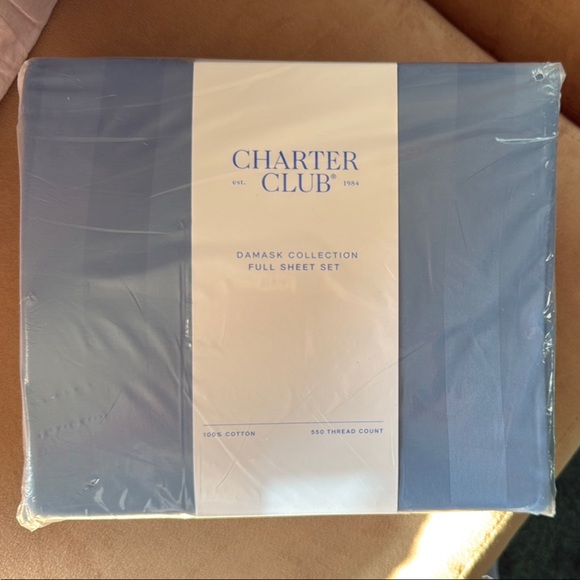 CHARTER
est. CLUB® 1984
DAMASK COLLECTION
FULL SHEET SET
100% COTTON 550 THREAD COUNT